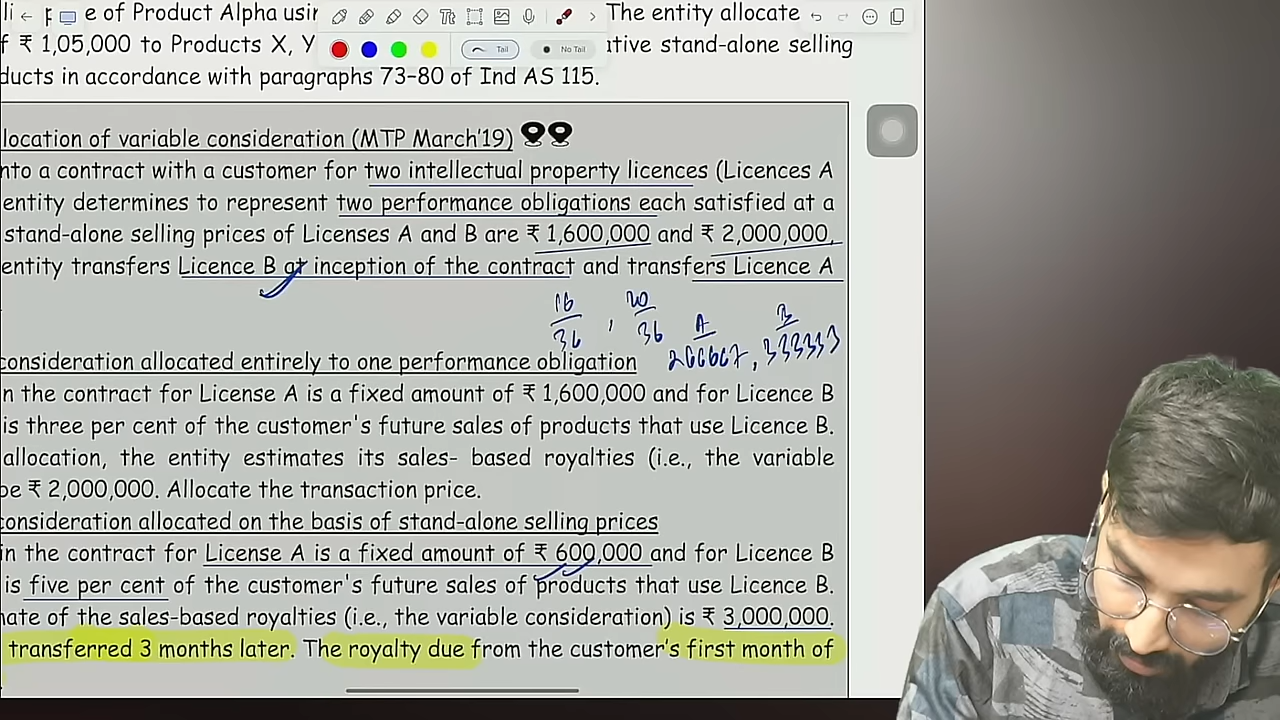 e of Product Alpha The entity allocate
f ₹ 1,05,000 to Products X, Y ative stand-alone selling
Tail No Tail
ducts in accordance with paragraphs 73-80 of Ind AS 115.
location of variable consideration (MTP March'19)
nto a contract with a customer for two intellectual property licences (Licences A
entity determines to represent two performance obligations each satisfied at a
stand-alone selling prices of Licenses A and B are ₹ 1,600,000 and ₹ 2,000,000,
entity transfers Licence B at inception of the contract and transfers Licence A
16/36 , 20/36 A 266667, B 333333
consideration allocated entirely to one performance obligation
n the contract for License A is a fixed amount of ₹ 1,600,000 and for Licence B
is three per cent of the customer's future sales of products that use Licence B.
allocation, the entity estimates its sales- based royalties (i.e., the variable
be ₹ 2,000,000. Allocate the transaction price.
consideration allocated on the basis of stand-alone selling prices
in the contract for License A is a fixed amount of ₹ 600,000 and for Licence B
is five per cent of the customer's future sales of products that use Licence B.
nate of the sales-based royalties (i.e., the variable consideration) is ₹ 3,000,000.
transferred 3 months later. The royalty due from the customer's first month of